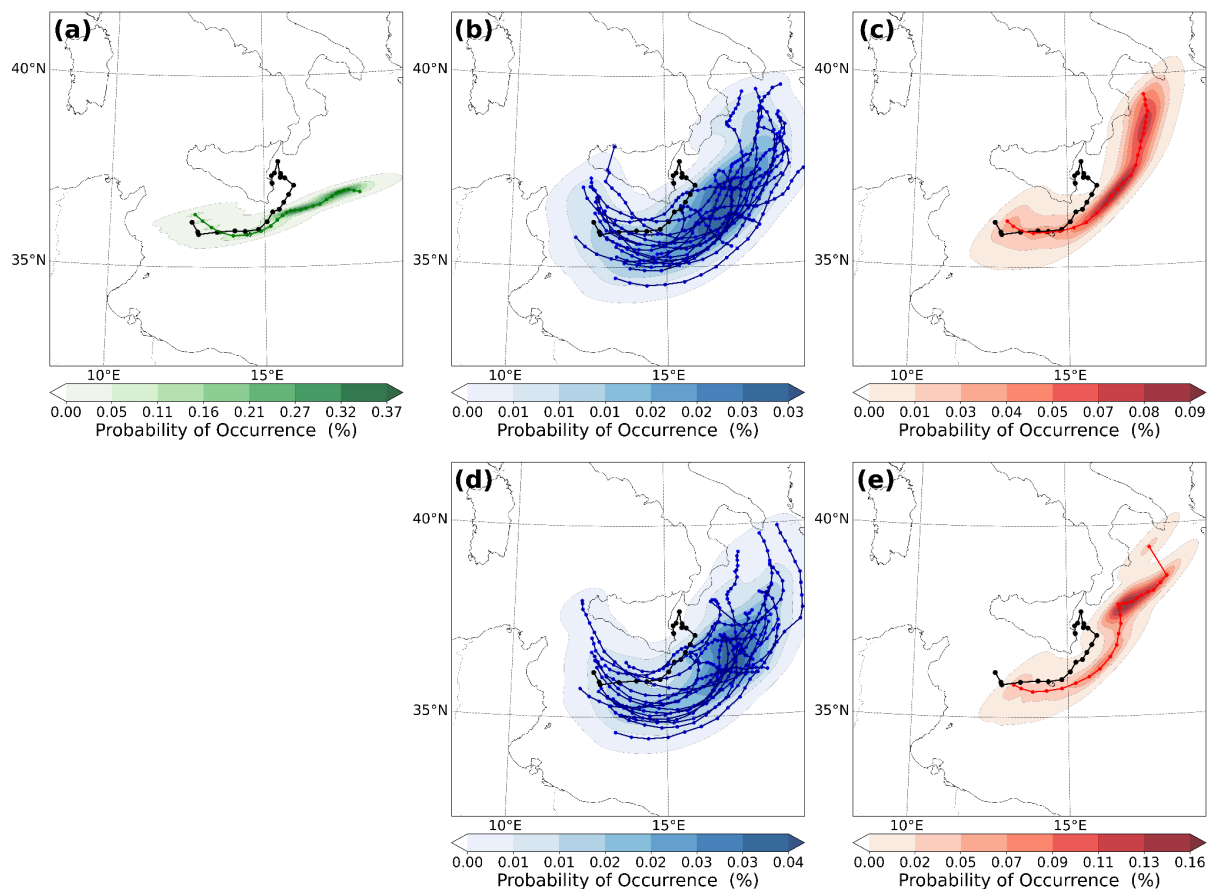 (a) (b) (c)
40°N 40°N 40°N
35°N 35°N 35°N
10°E 15°E 10°E 15°E 10°E 15°E
0.00 0.05 0.11 0.16 0.21 0.27 0.32 0.37 0.00 0.01 0.01 0.01 0.02 0.02 0.03 0.03 0.00 0.01 0.03 0.04 0.05 0.07 0.08 0.09
Probability of Occurrence (%) Probability of Occurrence (%) Probability of Occurrence (%)
(d) (e)
40°N 40°N
35°N 35°N
10°E 15°E 10°E 15°E
0.00 0.01 0.01 0.02 0.02 0.03 0.03 0.04 0.00 0.02 0.05 0.07 0.09 0.11 0.13 0.16
Probability of Occurrence (%) Probability of Occurrence (%)